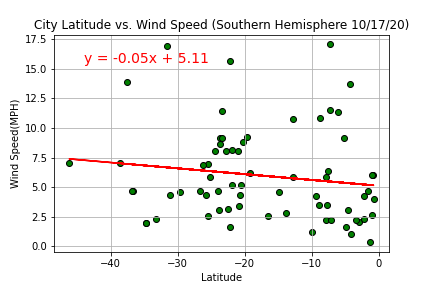 City Latitude vs. Wind Speed (Southern Hemisphere 10/17/20)
17.5
y = -0.05x + 5.11
15.0
12.5
10.0
7.5
5.0
2.5
0.0
Wind Speed(MPH)
−40 −30 −20 −10 0
Latitude